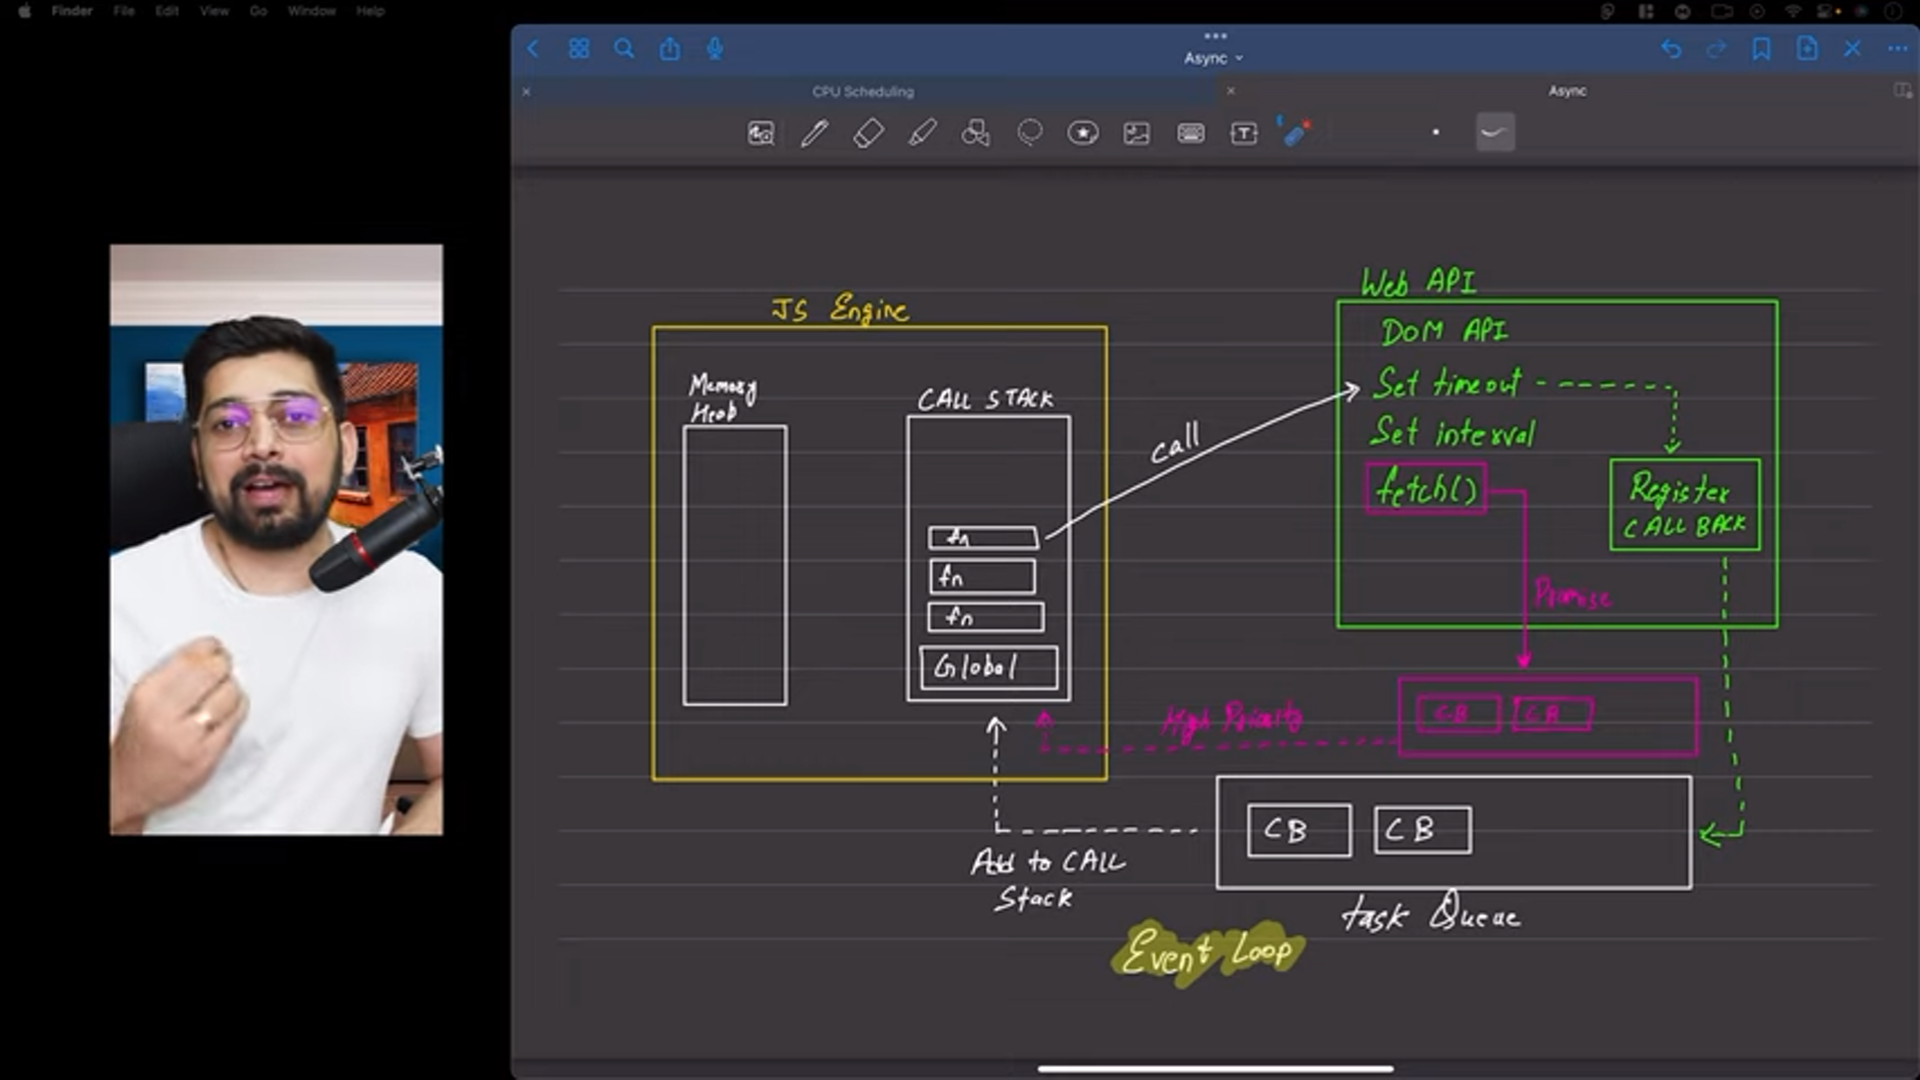 Finder File Edit View Go Window Help
Async
CPU Scheduling
Async
JS Engine
Memory
Heap
CALL STACK
fn
fn
fn
Global
call
Web API
DOM API
Set timeout
Set interval
fetch()
Register
CALL BACK
Promise
High Priority
CB CB
CB CB
Add to CALL
Stack
task Queue
Event Loop